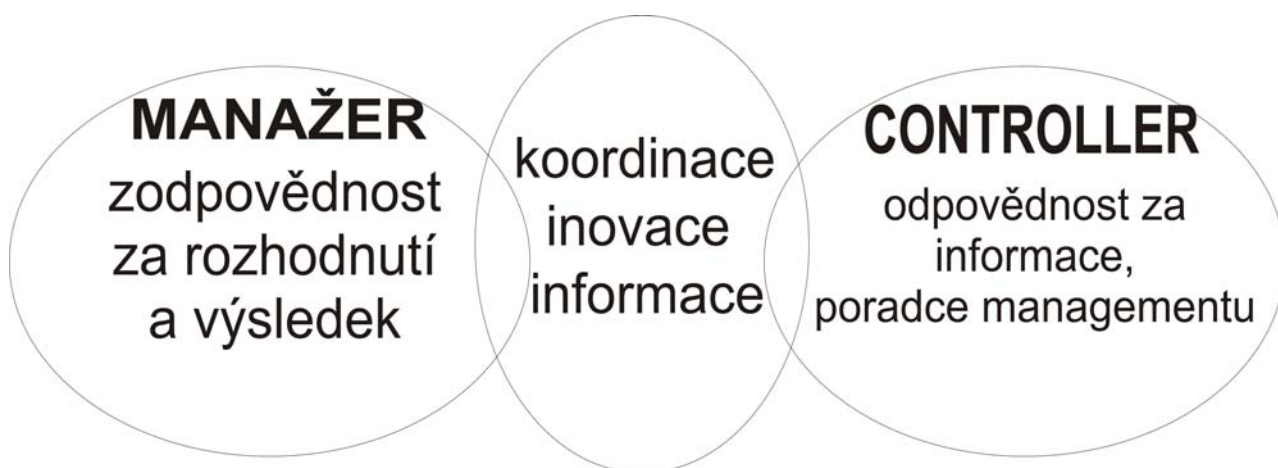 MANAŽER
zodpovědnost
za rozhodnutí
a výsledek
koordinace
inovace
informace
CONTROLLER
odpovědnost za
informace,
poradce managementu